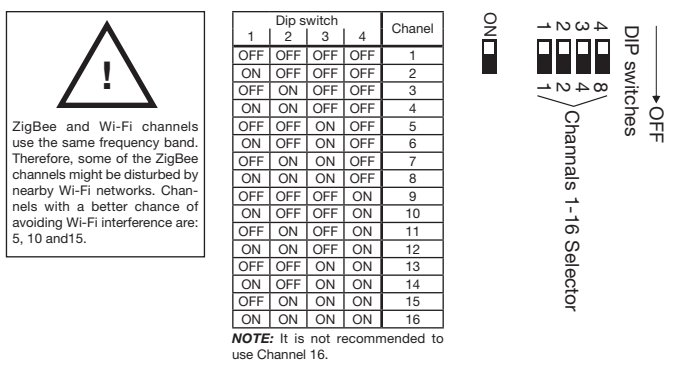 !
ZigBee and Wi-Fi channels
use the same frequency band.
Therefore, some of the ZigBee
channels might be disturbed by
nearby Wi-Fi networks. Chan-
nels with a better chance of
avoiding Wi-Fi interference are:
5, 10 and15.
Dip switch Chanel
1 2 3 4
OFF OFF OFF OFF 1
ON OFF OFF OFF 2
OFF ON OFF OFF 3
ON ON OFF OFF 4
OFF OFF ON OFF 5
ON OFF ON OFF 6
OFF ON ON OFF 7
ON ON ON OFF 8
OFF OFF OFF ON 9
ON OFF OFF ON 10
OFF ON OFF ON 11
ON ON OFF ON 12
OFF OFF ON ON 13
ON OFF ON ON 14
OFF ON ON ON 15
ON ON ON ON 16
NOTE: It is not recommended to
use Channel 16.
OFF
DIP switches
1 2 3 4
1 2 4 8
Channals 1-16 Selector
ON